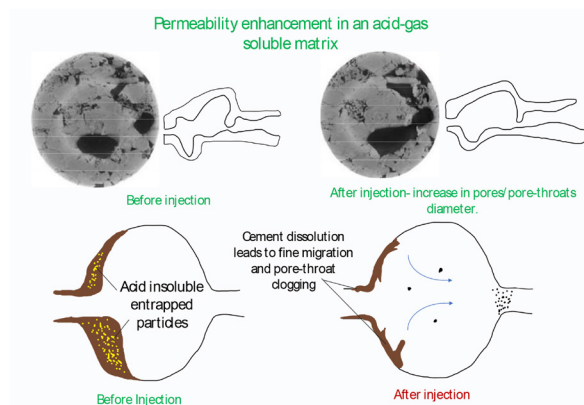 Permeability enhancement in an acid-gas
soluble matrix
Before injection
After injection- increase in pores/pore-throats
diameter.
Cement dissolution
leads to fine migration
and pore-throat
clogging
Acid insoluble
entrapped
particles
Before Injection
After injection